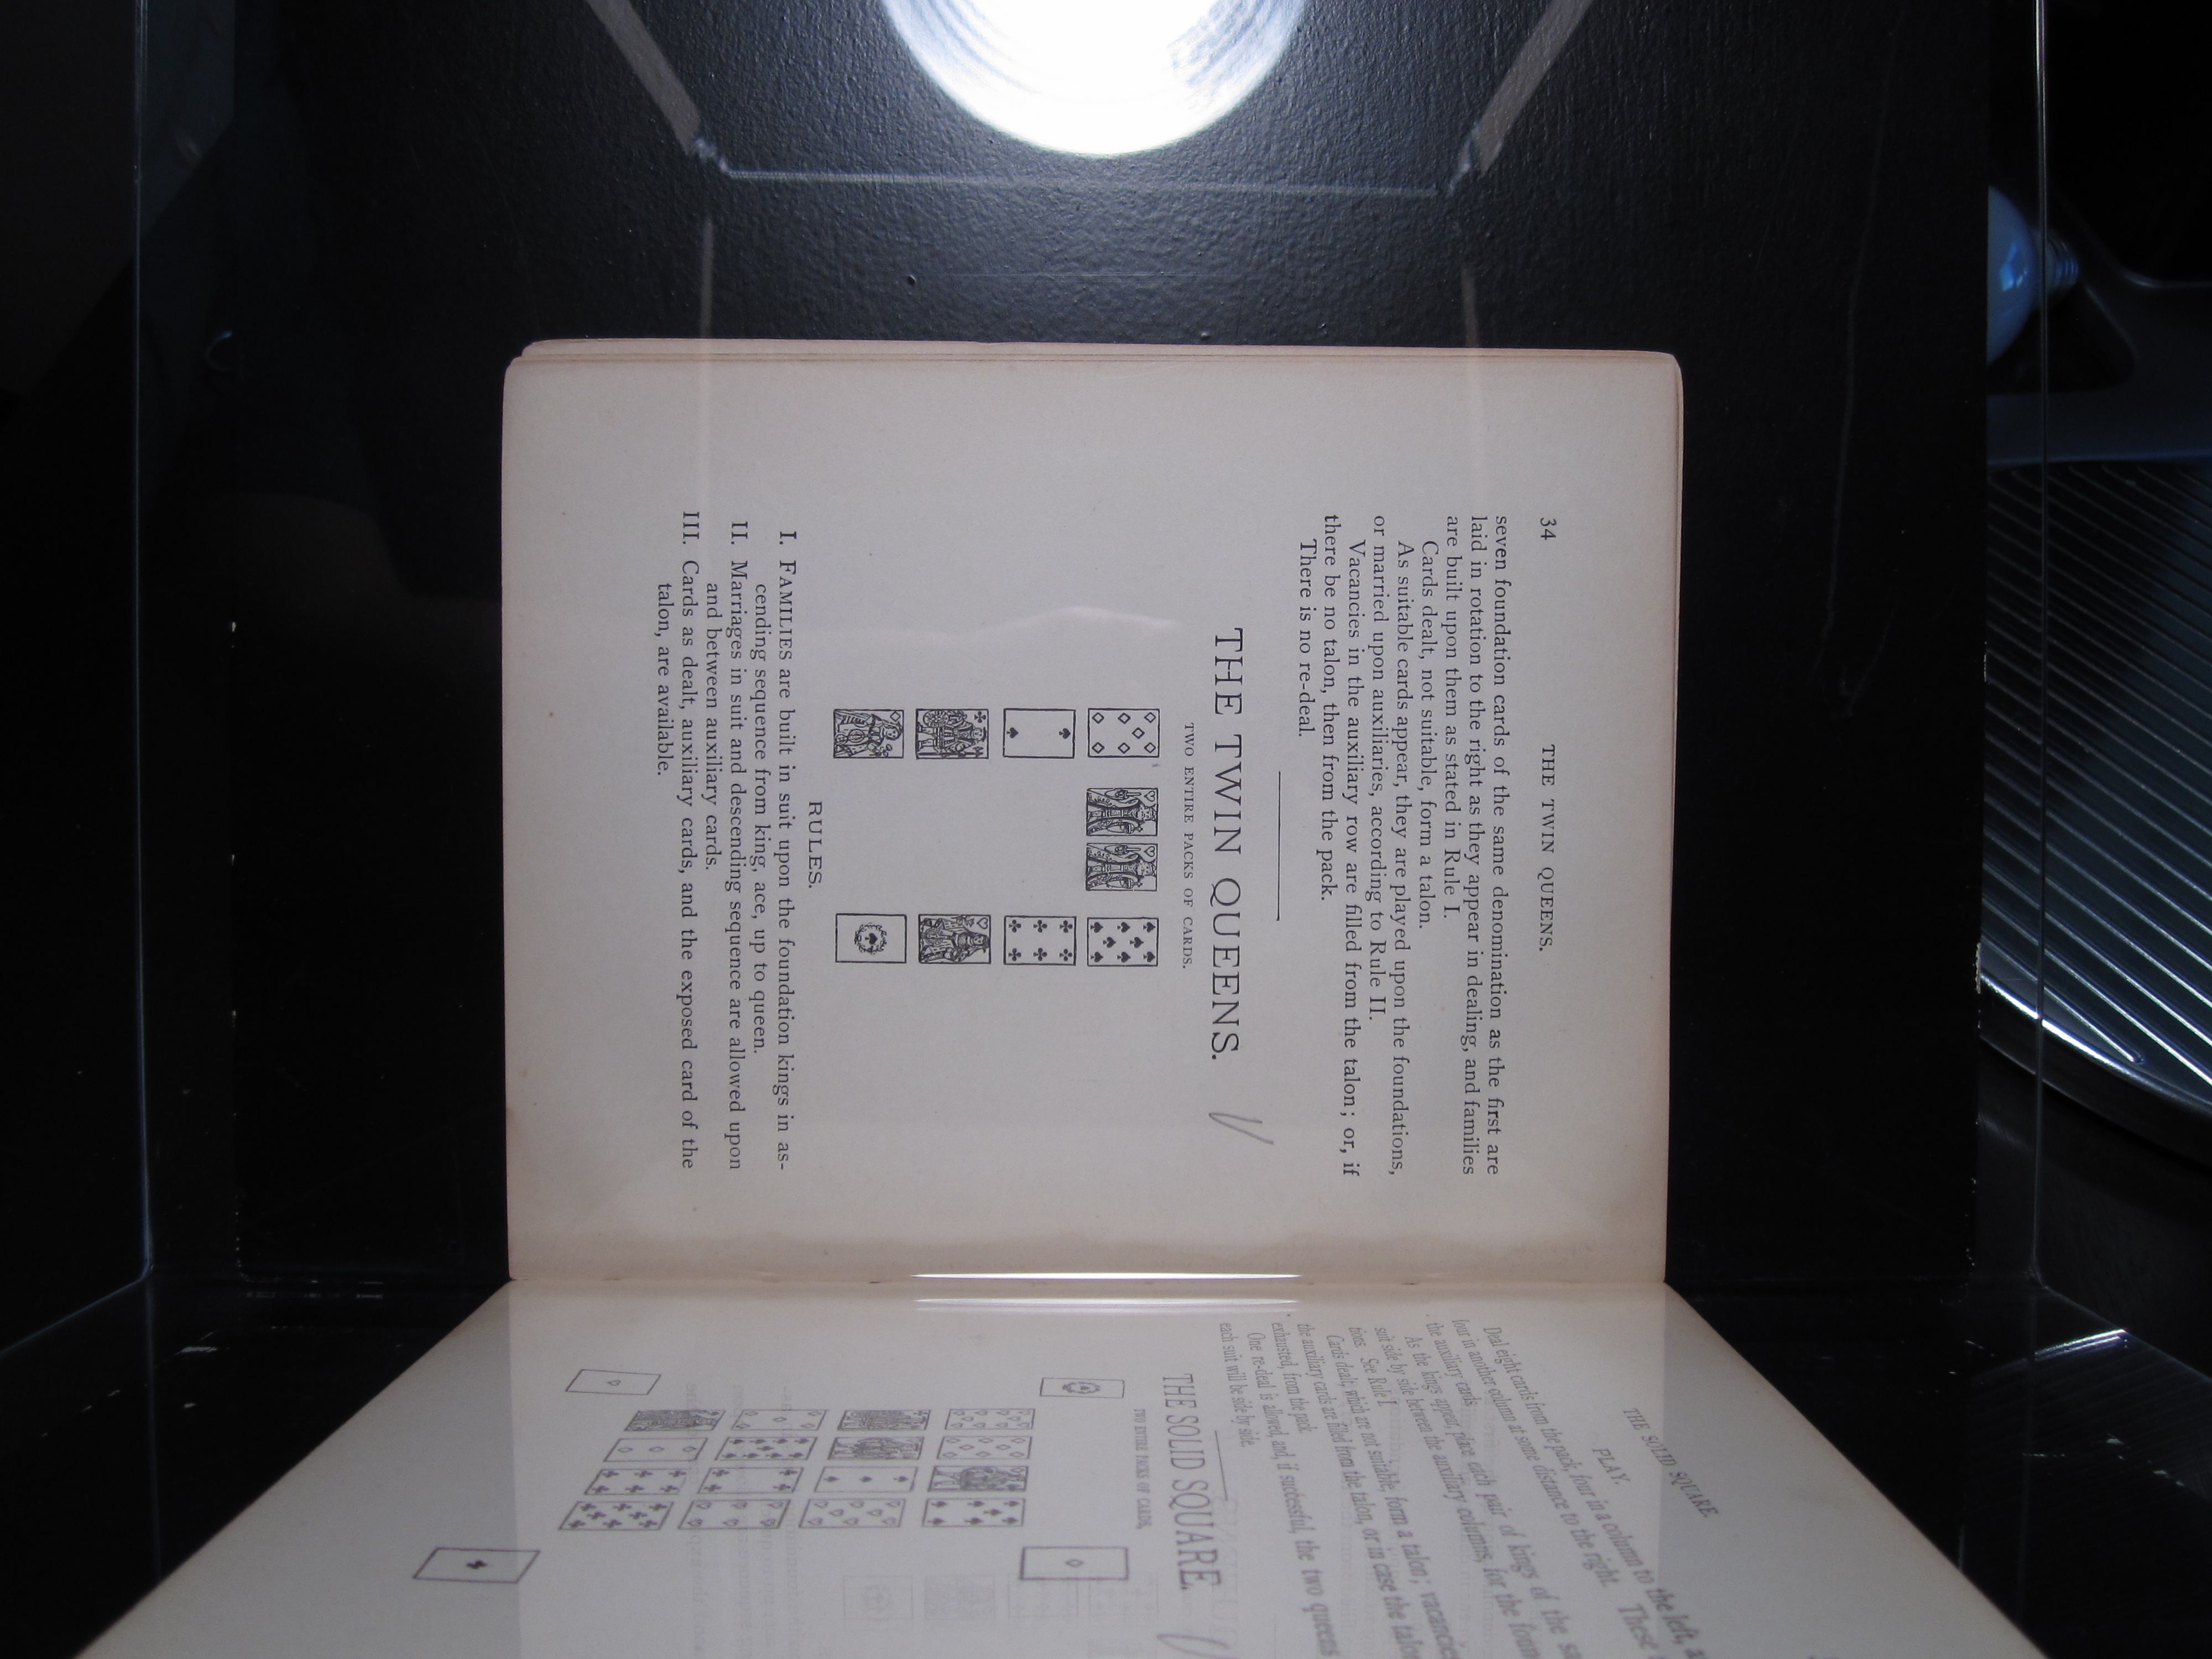 34
THE TWIN QUEENS.
seven foundation cards of the same denomination as the first are
laid in rotation to the right as they appear in dealing, and families
are built upon them as stated in Rule I.
Cards dealt, not suitable, form a talon.
As suitable cards appear, they are played upon the foundations,
or married upon auxiliaries, according to Rule II.
Vacancies in the auxiliary row are filled from the talon; or, if
there be no talon, then from the pack.
There is no re-deal.
THE TWIN QUEENS.
TWO ENTIRE PACKS OF CARDS.
RULES.
I. FAMILIES are built in suit upon the foundation kings in as-
cending sequence from king, ace, up to queen.
II. Marriages in suit and descending sequence are allowed upon
and between auxiliary cards.
III. Cards as dealt, auxiliary cards, and the exposed card of the
talon, are available.
THE SOLID SQUARE
PLAY.
Deal eight cards from the pack, four in a column to the left, a
four in another column at some distance to the right. These
the auxiliary cards.
As the kings appeal, place each pair of kings of the sa
suit side by side between the auxiliary columns, for the foun
tions. See Rule I.
Cards dealt, which are not suitable, form a talon; vacancie
the auxiliary cards are filled from the talon, or in case the talon
exhausted, from the pack.
One re-deal is allowed, and, if successful, the two queens
each suit will be side by side.
THE SOLID SQUARE.
TWO ENTIRE PACKS OF CARDS.